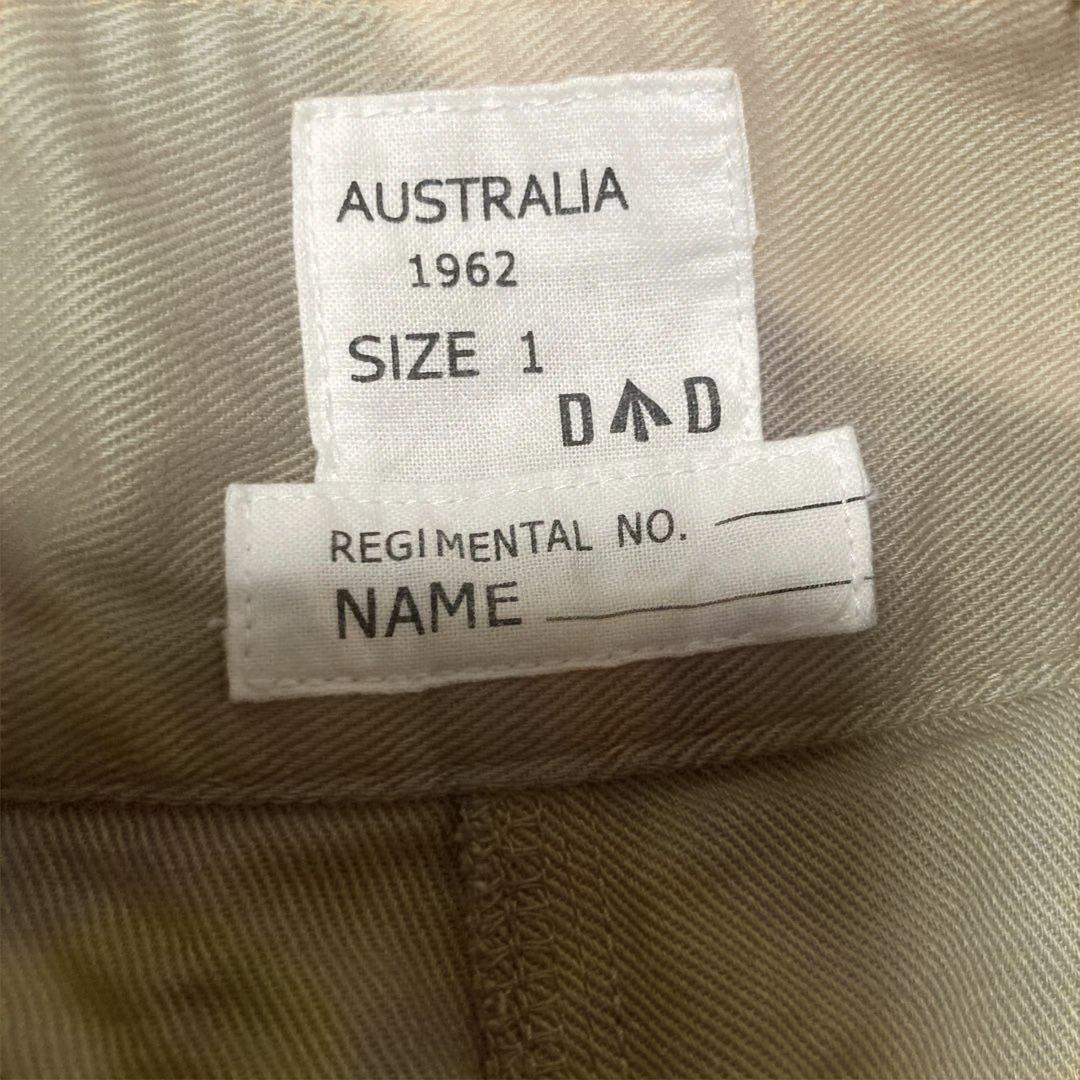 AUSTRALIA
1962
SIZE 1
D D
REGIMENTAL NO.
NAME